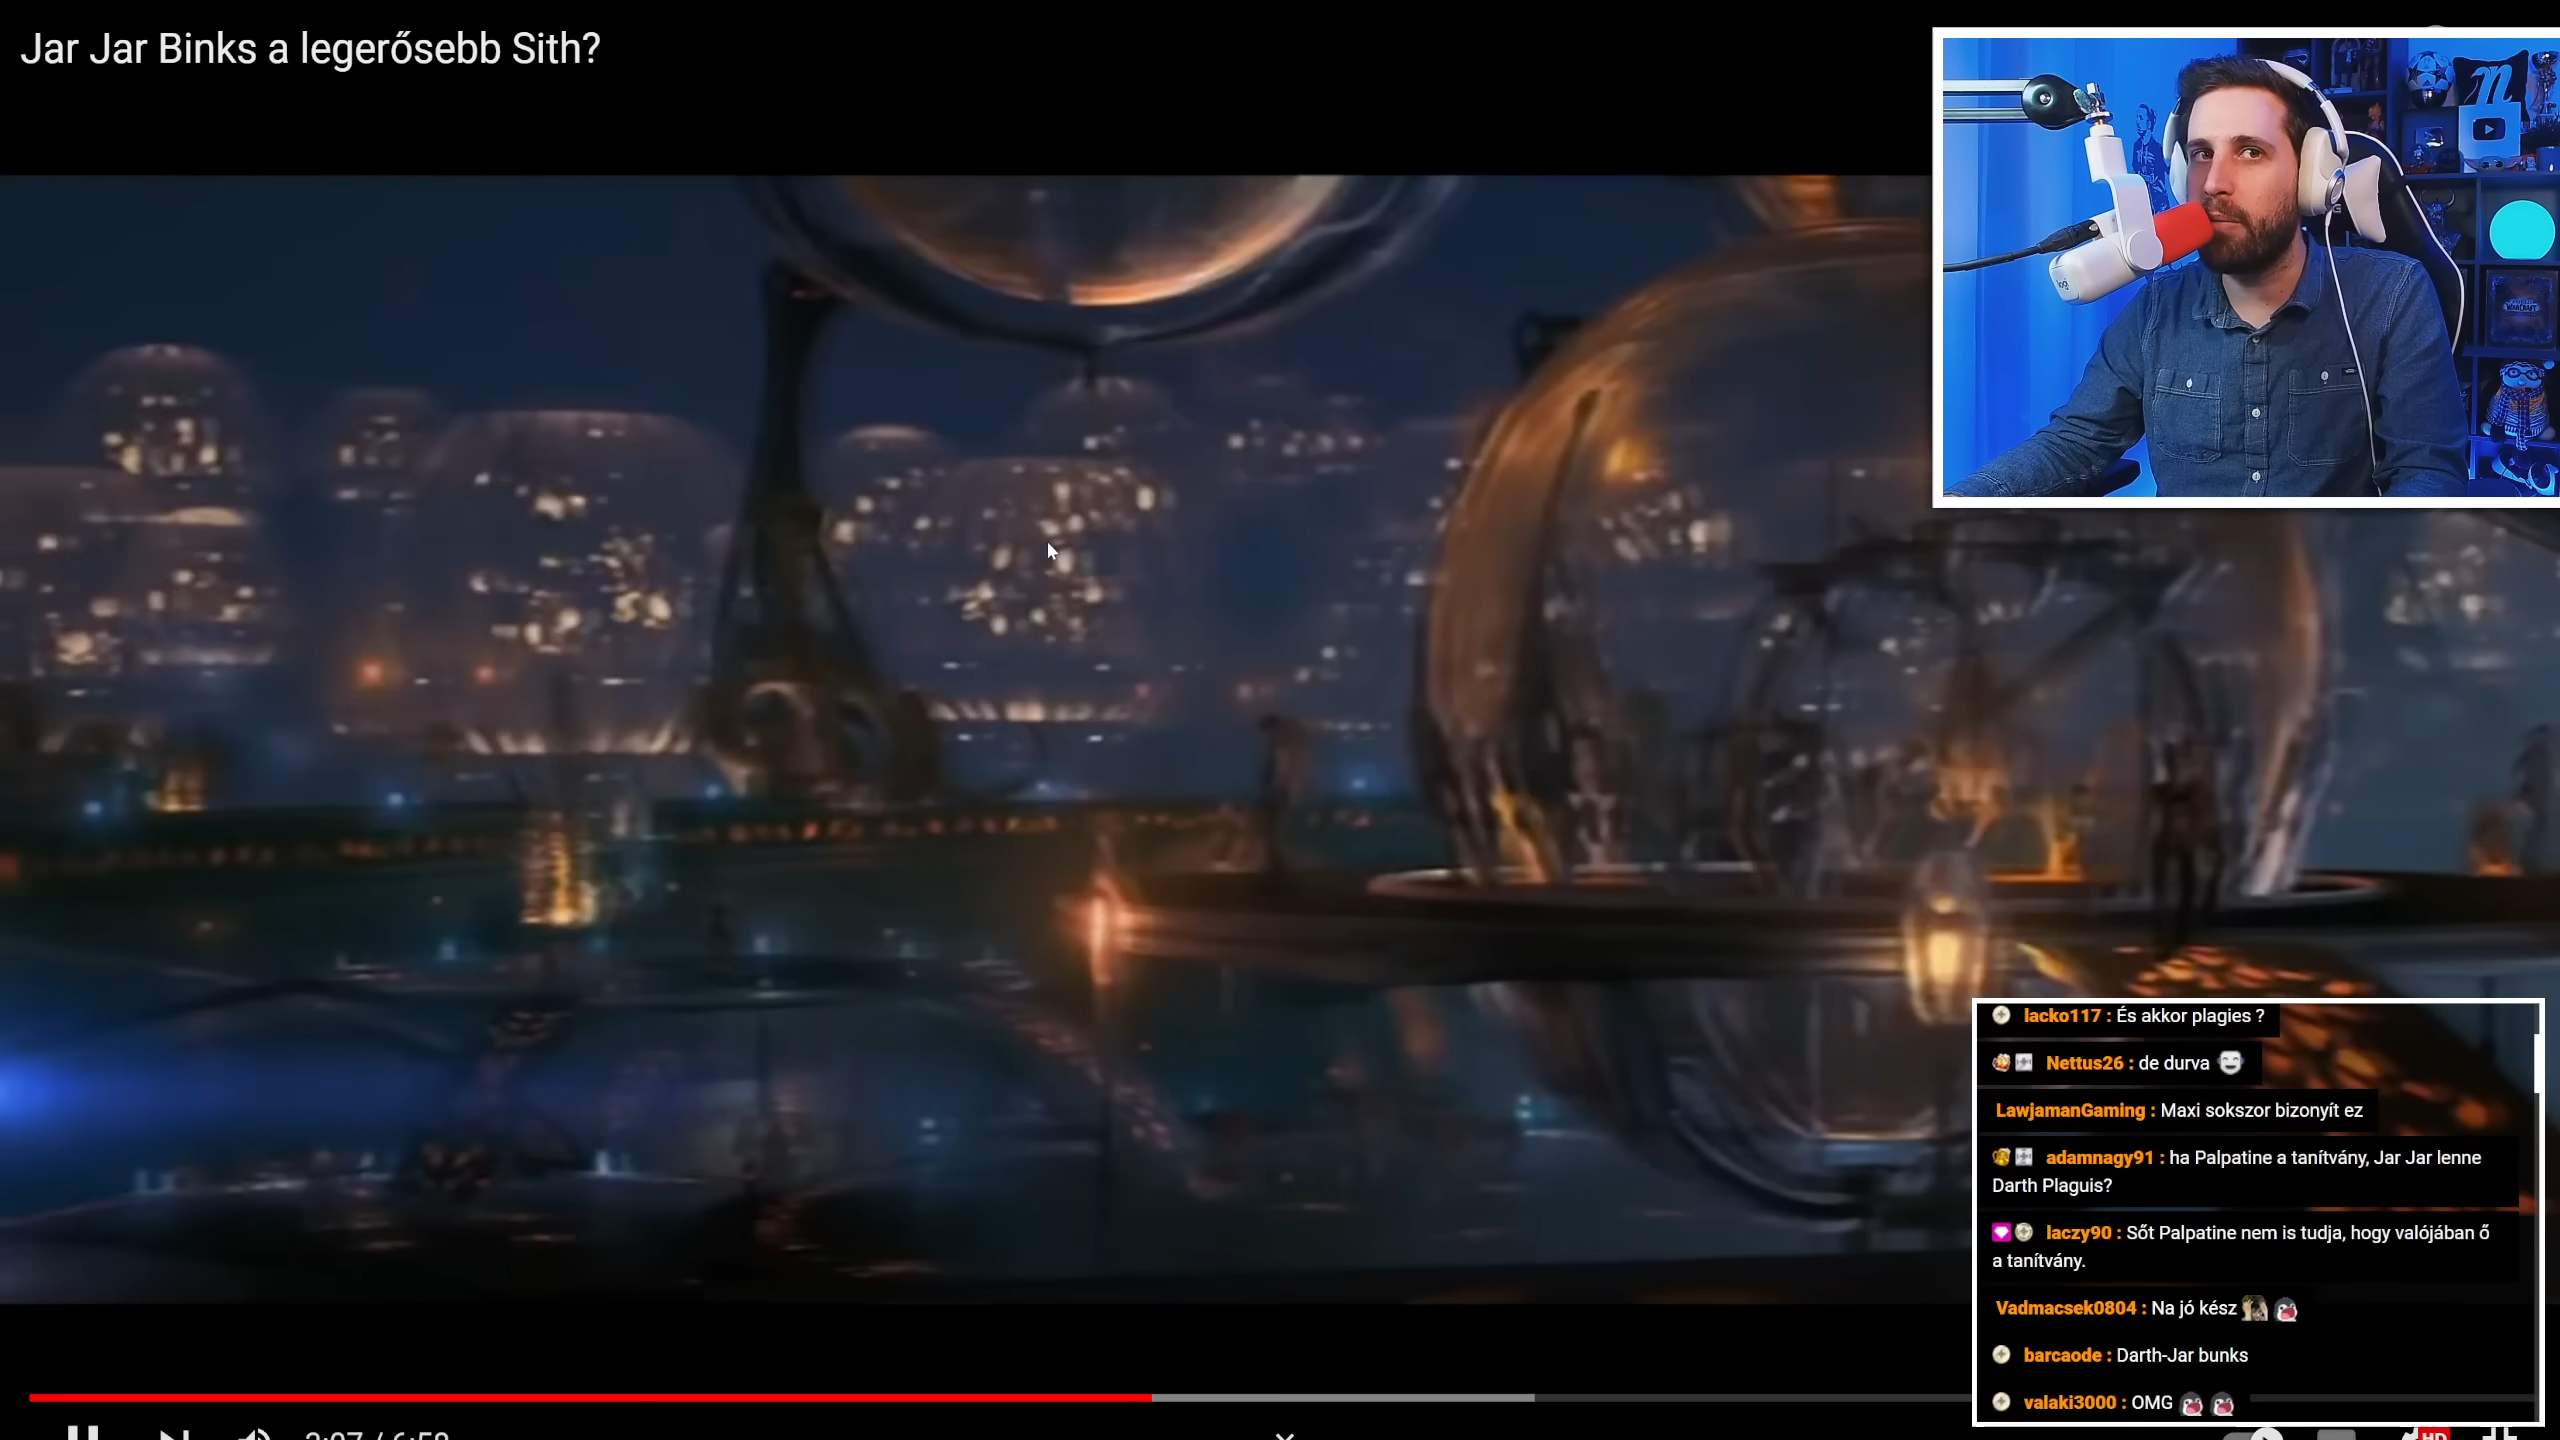 Jar Jar Binks a legerősebb Sith?
lacko117 : És akkor plagies ?
Nettus26 : de durva
LawjamanGaming : Maxi sokszor bizonyít ez
adamnagy91 : ha Palpatine a tanítvány, Jar Jar lenne
Darth Plaguis?
laczy90 : Sőt Palpatine nem is tudja, hogy valójában ő
a tanítvány.
Vadmacsek0804 : Na jó kész
barcaode : Darth-Jar bunks
valaki3000 : OMG
HD